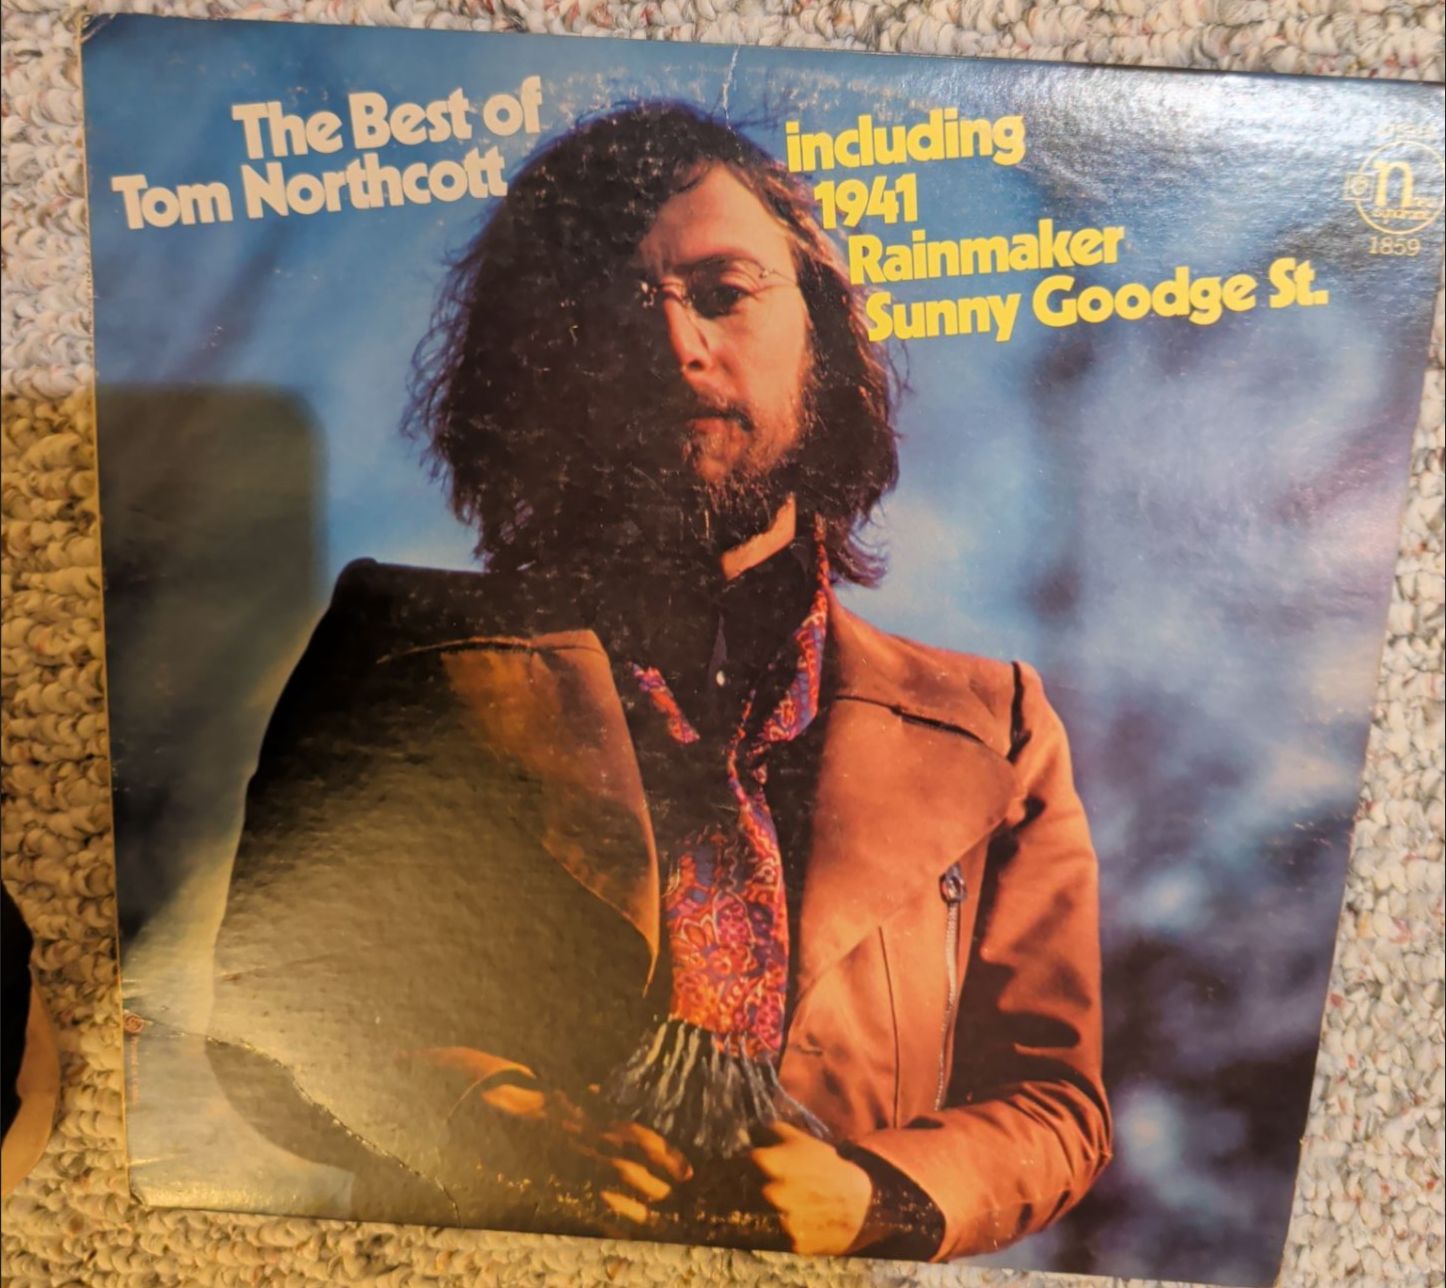 The Best of
Tom Northcott
including
1941
Rainmaker
Sunny Goodge St.
n
1859